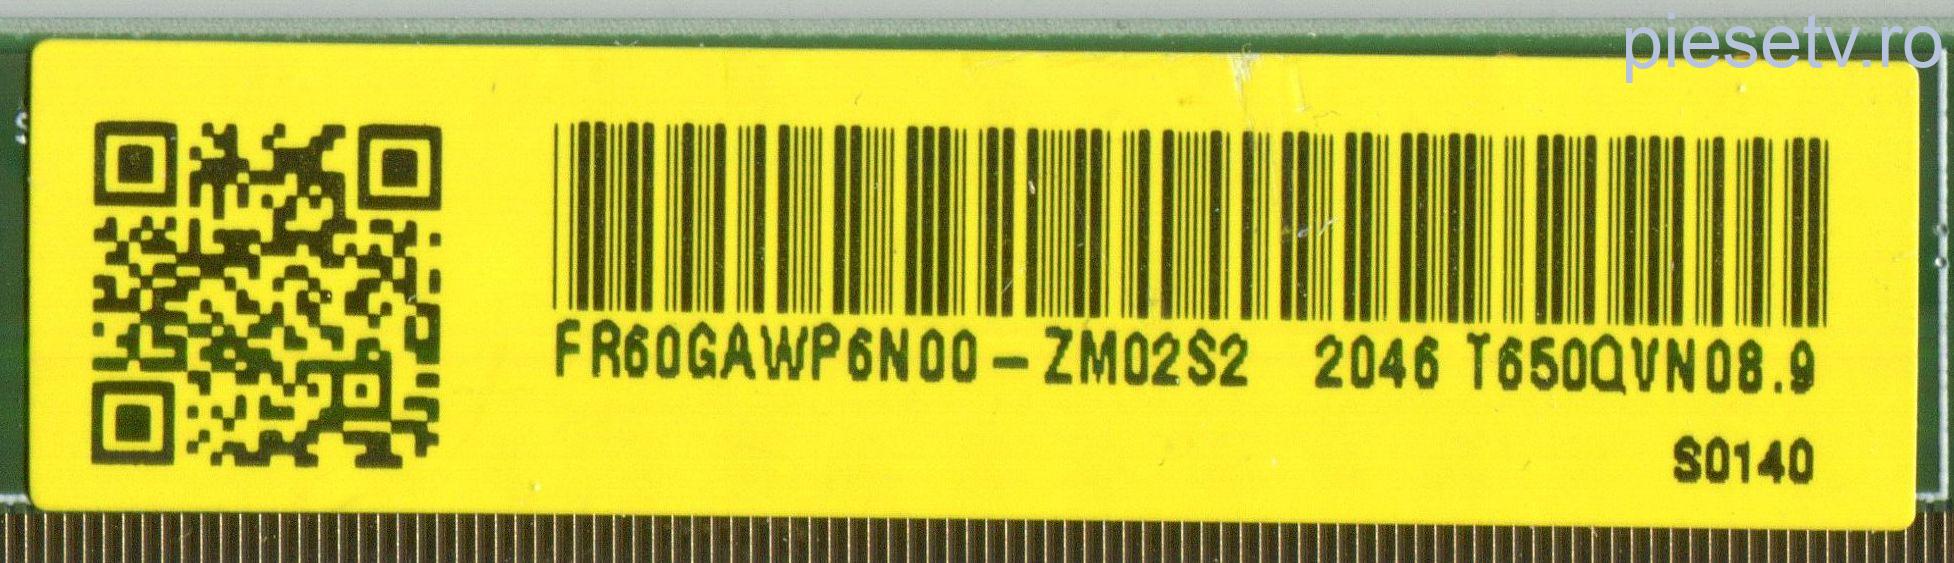 piesetv.ro
FR60GAWP6N00-ZM02S2 2046 T650QVN08.9
S0140